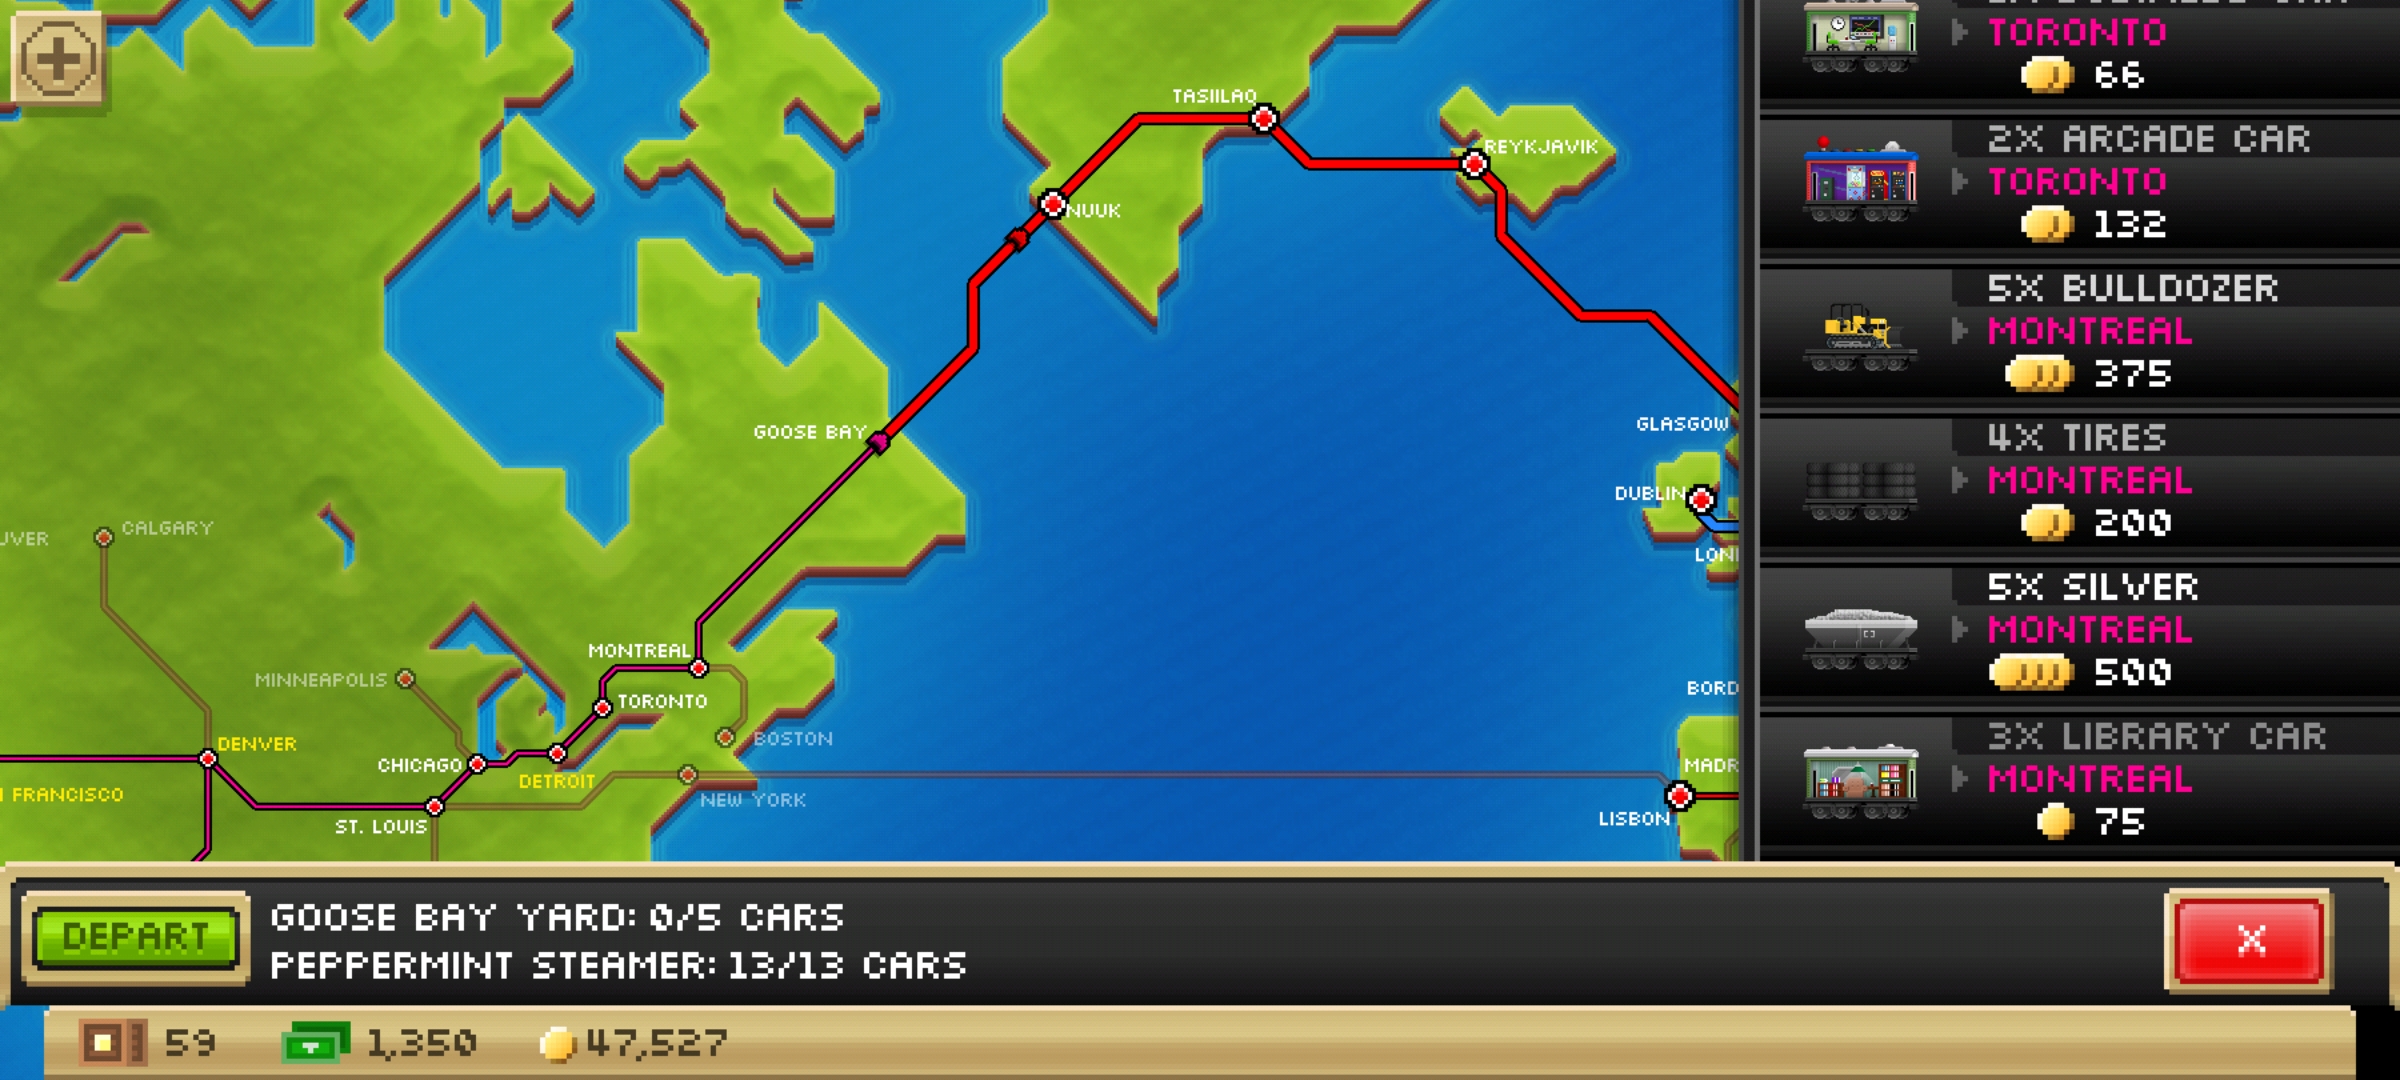 TASIILAQ
REYKJAVIK
NUUK
GOOSE BAY
GLASGOW
DUBLIN
CALGARY
MONTREAL
MINNEAPOLIS
TORONTO
BOSTON
DENVER
CHICAGO
DETROIT
NEW YORK
FRANCISCO
ST. LOUIS
LISBON
TORONTO
66
2X ARCADE CAR
TORONTO
132
5X BULLDOZER
MONTREAL
375
4X TIRES
MONTREAL
200
5X SILVER
MONTREAL
500
3X LIBRARY CAR
MONTREAL
75
DEPART
GOOSE BAY YARD: 0/5 CARS
PEPPERMINT STEAMER: 13/13 CARS
X
59
1,350
47,527